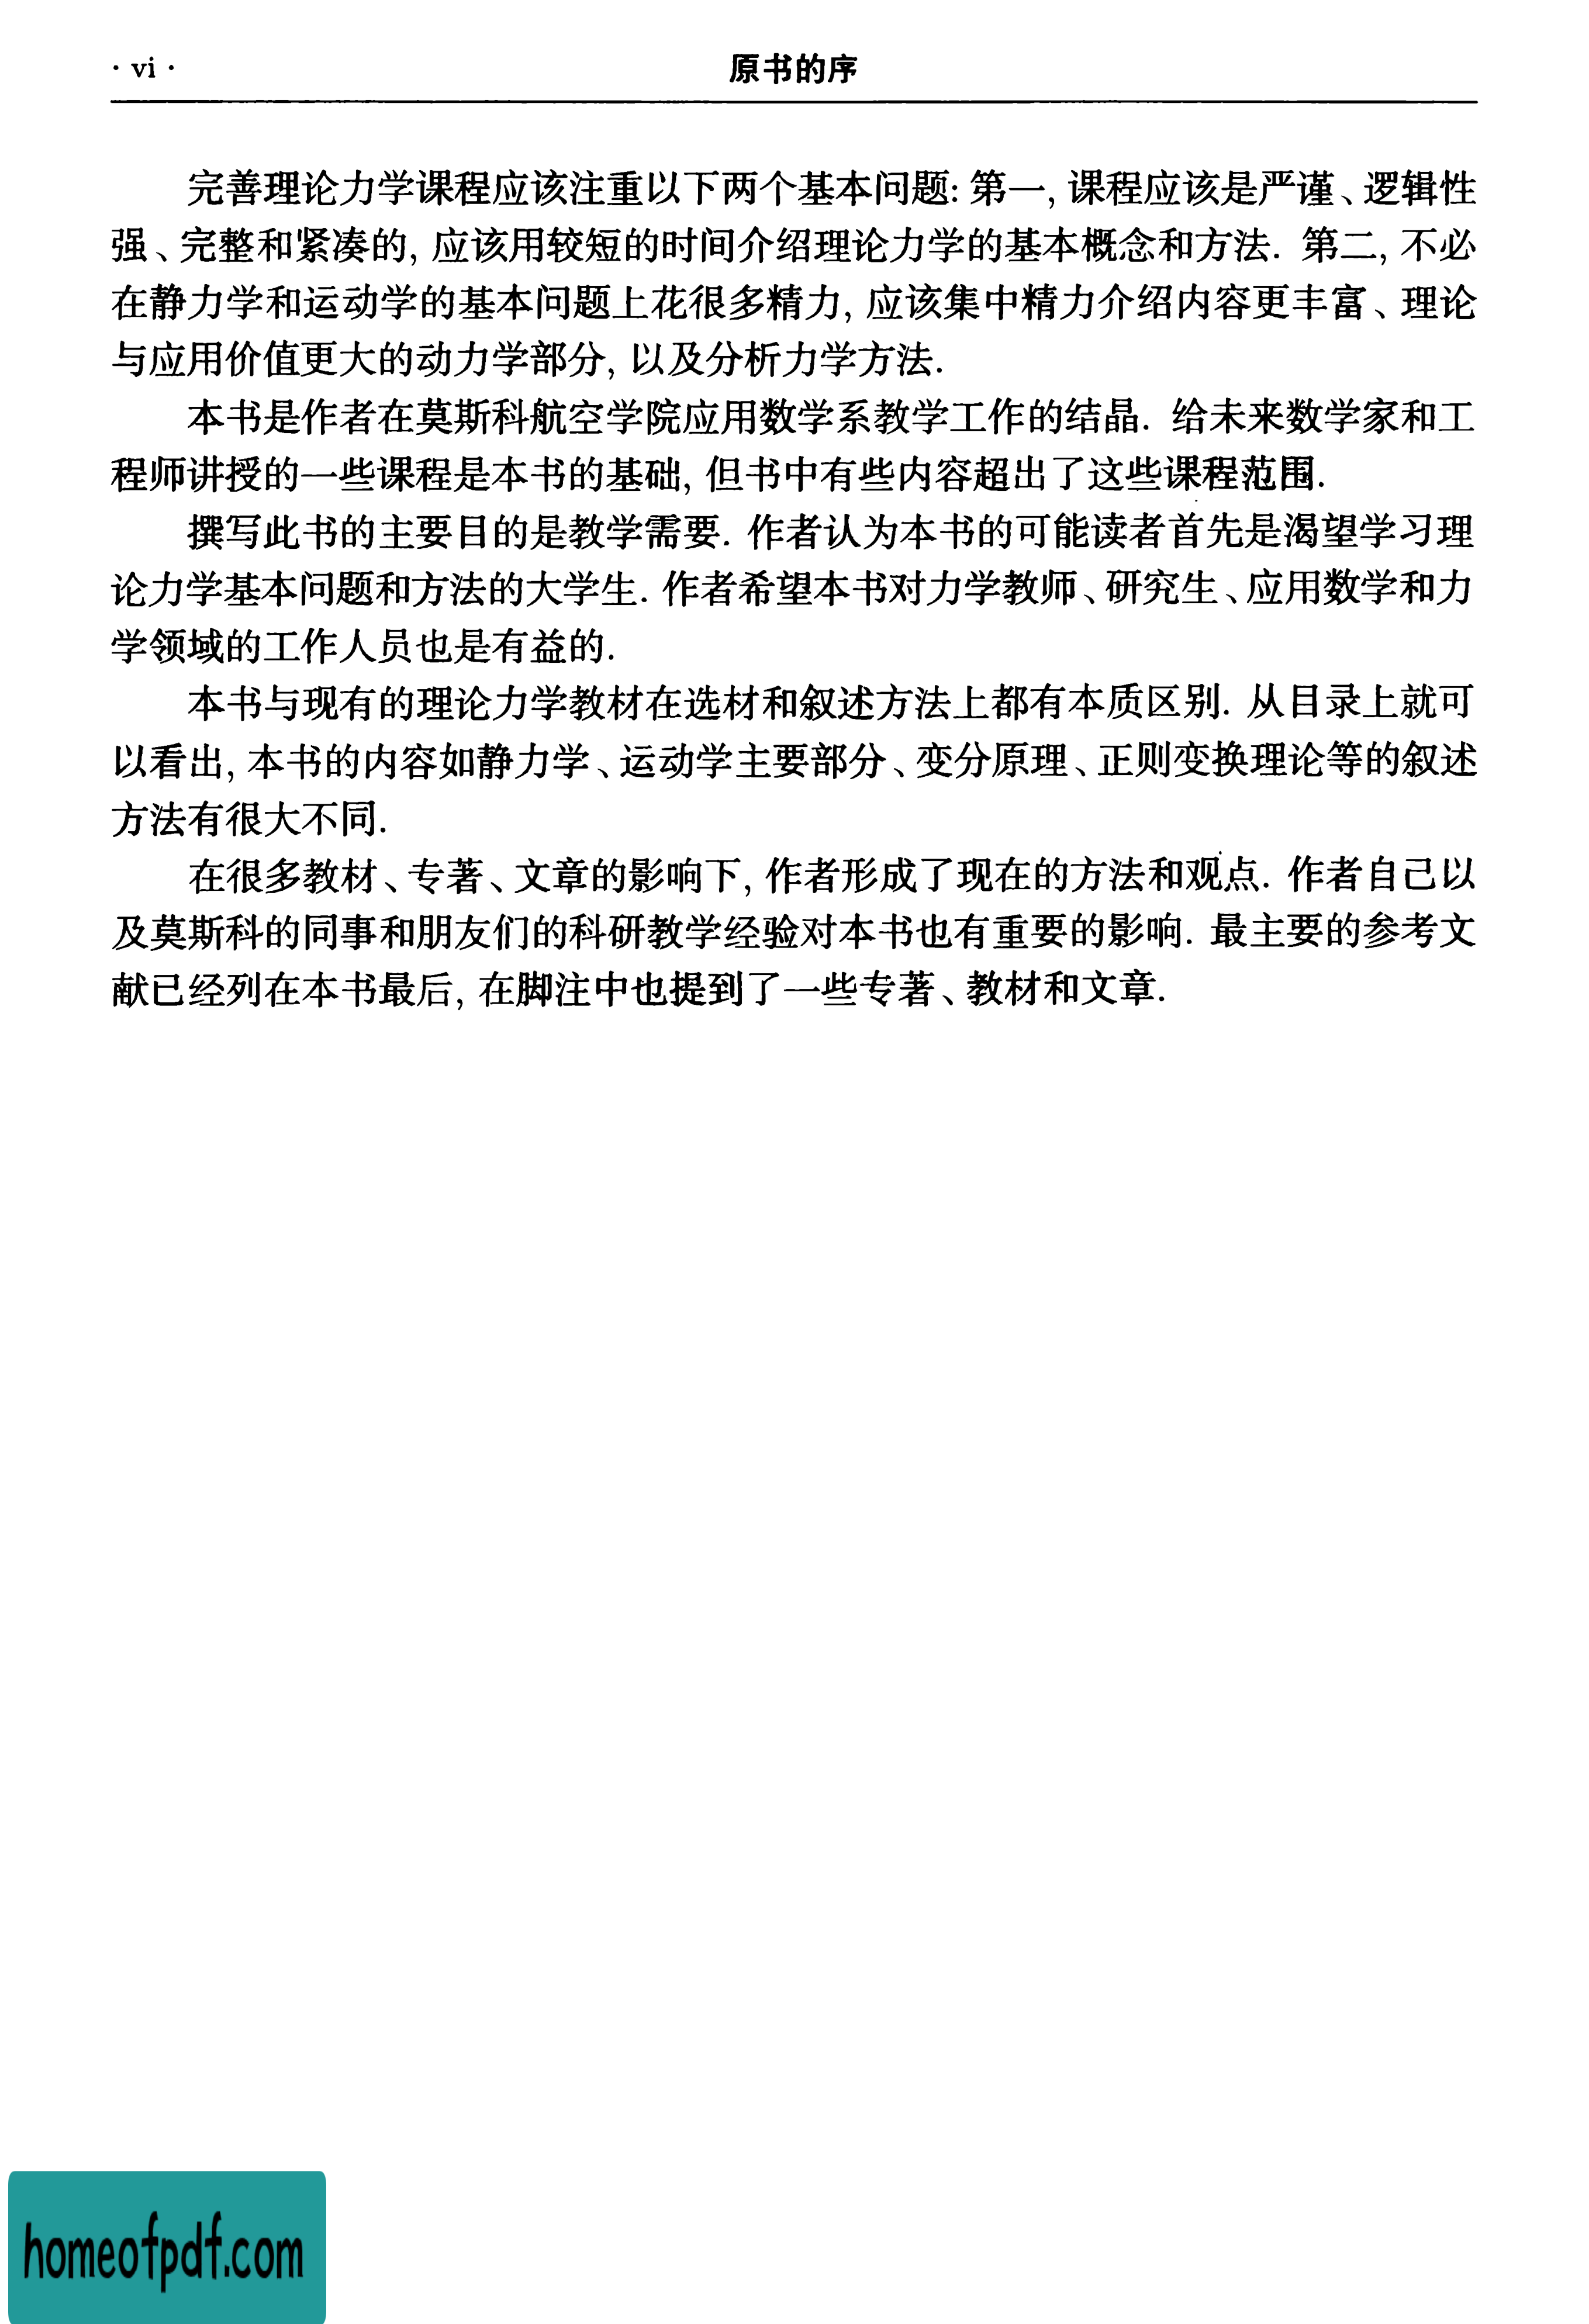 · vi ·
原书的序
完善理论力学课程应该注重以下两个基本问题: 第一, 课程应该是严谨、逻辑性
强、完整和紧凑的, 应该用较短的时间介绍理论力学的基本概念和方法. 第二, 不必
在静力学和运动学的基本问题上花很多精力, 应该集中精力介绍内容更丰富、理论
与应用价值更大的动力学部分, 以及分析力学方法.
本书是作者在莫斯科航空学院应用数学系教学工作的结晶. 给未来数学家和工
程师讲授的一些课程是本书的基础, 但书中有些内容超出了这些课程范围.
撰写此书的主要目的是教学需要. 作者认为本书的可能读者首先是渴望学习理
论力学基本问题和方法的大学生. 作者希望本书对力学教师、研究生、应用数学和力
学领域的工作人员也是有益的.
本书与现有的理论力学教材在选材和叙述方法上都有本质区别. 从目录上就可
以看出, 本书的内容如静力学、运动学主要部分、变分原理、正则变换理论等的叙述
方法有很大不同.
在很多教材、专著、文章的影响下, 作者形成了现在的方法和观点. 作者自己以
及莫斯科的同事和朋友们的科研教学经验对本书也有重要的影响. 最主要的参考文
献已经列在本书最后, 在脚注中也提到了一些专著、教材和文章.
homeofpdf.com